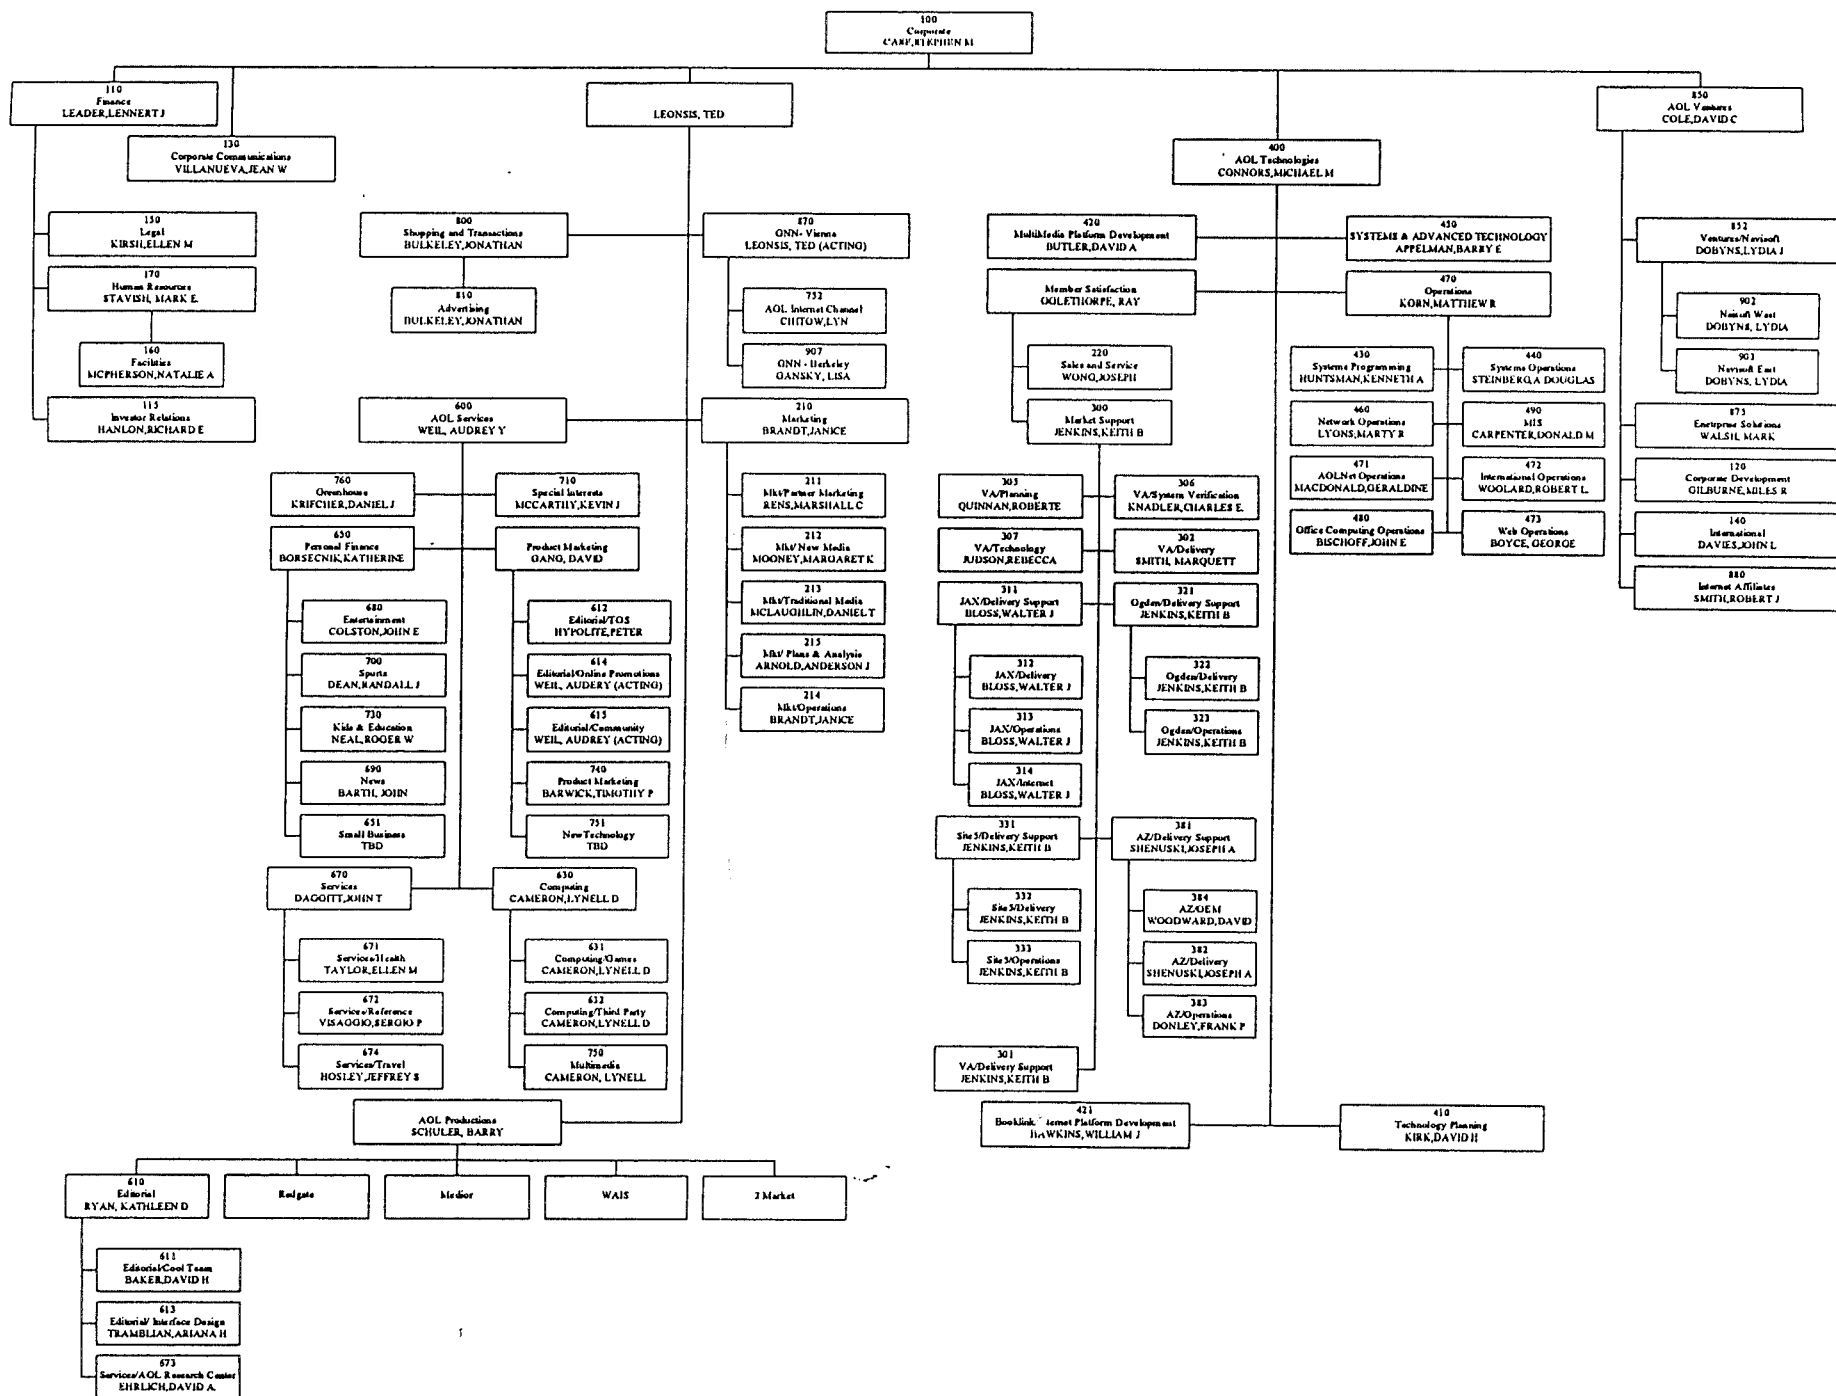 100
Corporate
CASE,STEPHEN M
110
Finance
LEADER,LENNERT J
130
Corporate Communications
VILLANUEVA,JEAN W
LEONSIS, TED
400
AOL Technologies
CONNORS,MICHAEL M
850
AOL Ventures
COLE,DAVID C
150
Legal
KIRSH,ELLEN M
170
Human Resources
STAVISH, MARK E.
160
Facilities
MCPHERSON,NATALIE A
115
Investor Relations
HANLON,RICHARD E
800
Shopping and Transactions
BULKELEY,JONATHAN
810
Advertising
BULKELEY,JONATHAN
870
GNN - Vienna
LEONSIS, TED (ACTING)
752
AOL Internet Channel
CHITOW, LYN
907
GNN - Berkeley
GANSKY, LISA
600
AOL Services
WEIL, AUDREY Y
210
Marketing
BRANDT,JANICE
211
Mkt/Partner Marketing
RENS,MARSHALL C
212
Mkt/ New Media
MOONEY,MARGARET K
213
Mkt/Traditional Media
MCLAUGHLIN,DANIEL T
215
Mkt/ Plans & Analysis
ARNOLD,ANDERSON J
214
Mkt/Operations
BRANDT,JANICE
760
Greenhouse
KRIFCHER,DANIEL J
710
Special Interests
MCCARTHY,KEVIN J
650
Personal Finance
BORSECNIK,KATHERINE
Product Marketing
GANG, DAVID
680
Entertainment
COLSTON,JOHN E
700
Sports
DEAN,RANDALL J
730
Kids & Education
NEAL,ROGER W
690
News
BARTH, JOHN
651
Small Business
TBD
612
Editorial/TOS
HYPOLITE,PETER
614
Editorial/Online Promotions
WEIL, AUDERY (ACTING)
615
Editorial/Community
WEIL, AUDREY (ACTING)
740
Product Marketing
BARWICK,TIMOTHY P
751
New Technology
TBD
670
Services
DAGGITT,JOHN T
630
Computing
CAMERON,LYNELL D
671
Services/Health
TAYLOR,ELLEN M
672
Services/Reference
VISAGGIO,SERGIO P
674
Services/Travel
HOSLEY,JEFFREY S
631
Computing/Games
CAMERON,LYNELL D
632
Computing/Third Party
CAMERON,LYNELL D
750
Multimedia
CAMERON, LYNELL
AOL Productions
SCHULER, BARRY
610
Editorial
RYAN, KATHLEEN D
Redgate
Medior
WAIS
2 Market
611
Editorial/Cool Team
BAKER,DAVID H
613
Editorial/ Interface Design
TRAMBLIAN,ARIANA H
673
Services/AOL Research Center
EHRLICH,DAVID A.
420
MultiMedia Platform Development
BUTLER,DAVID A
450
SYSTEMS & ADVANCED TECHNOLOGY
APPELMAN,BARRY E
Member Satisfaction
OGLETHORPE, RAY
470
Operations
KORN,MATTHEW R
220
Sales and Service
WONG,JOSEPH
300
Market Support
JENKINS,KEITH B
430
Systems Programming
HUNTSMAN,KENNETH A
440
Systems Operations
STEINBERG,A DOUGLAS
460
Network Operations
LYONS,MARTY R
490
MIS
CARPENTER,DONALD M
471
AOLNet Operations
MACDONALD,GERALDINE
472
International Operations
WOOLARD,ROBERT L.
480
Office Computing Operations
BISCHOFF,JOHN E
473
Web Operations
BOYCE, GEORGE
305
VA/Planning
QUINNAN,ROBERT E
306
VA/System Verification
KNADLER,CHARLES E.
307
VA/Technology
JUDSON,REBECCA
302
VA/Delivery
SMITH, MARQUETT
311
JAX/Delivery Support
BLOSS,WALTER J
321
Ogden/Delivery Support
JENKINS,KEITH B
312
JAX/Delivery
BLOSS,WALTER J
313
JAX/Operations
BLOSS,WALTER J
314
JAX/Internet
BLOSS,WALTER J
322
Ogden/Delivery
JENKINS,KEITH B
323
Ogden/Operations
JENKINS,KEITH B
331
Site5/Delivery Support
JENKINS,KEITH B
381
AZ/Delivery Support
SHENUSKI,JOSEPH A
332
Site5/Delivery
JENKINS,KEITH B
333
Site5/Operations
JENKINS,KEITH B
384
AZ/OEM
WOODWARD, DAVID
382
AZ/Delivery
SHENUSKI,JOSEPH A
383
AZ/Operations
DONLEY,FRANK P
301
VA/Delivery Support
JENKINS,KEITH B
421
Booklink ternet Platform Development
HAWKINS,WILLIAM J
410
Technology Planning
KIRK,DAVID H
852
Ventures/Navisoft
DOBYNS,LYDIA J
902
Naisoft West
DOBYNS, LYDIA
903
Navisoft East
DOBYNS, LYDIA
875
Eneterprise Solutions
WALSH, MARK
120
Corporate Development
GILBURNE,MILES R
140
International
DAVIES,JOHN L
880
Internet Affiliates
SMITH,ROBERT J